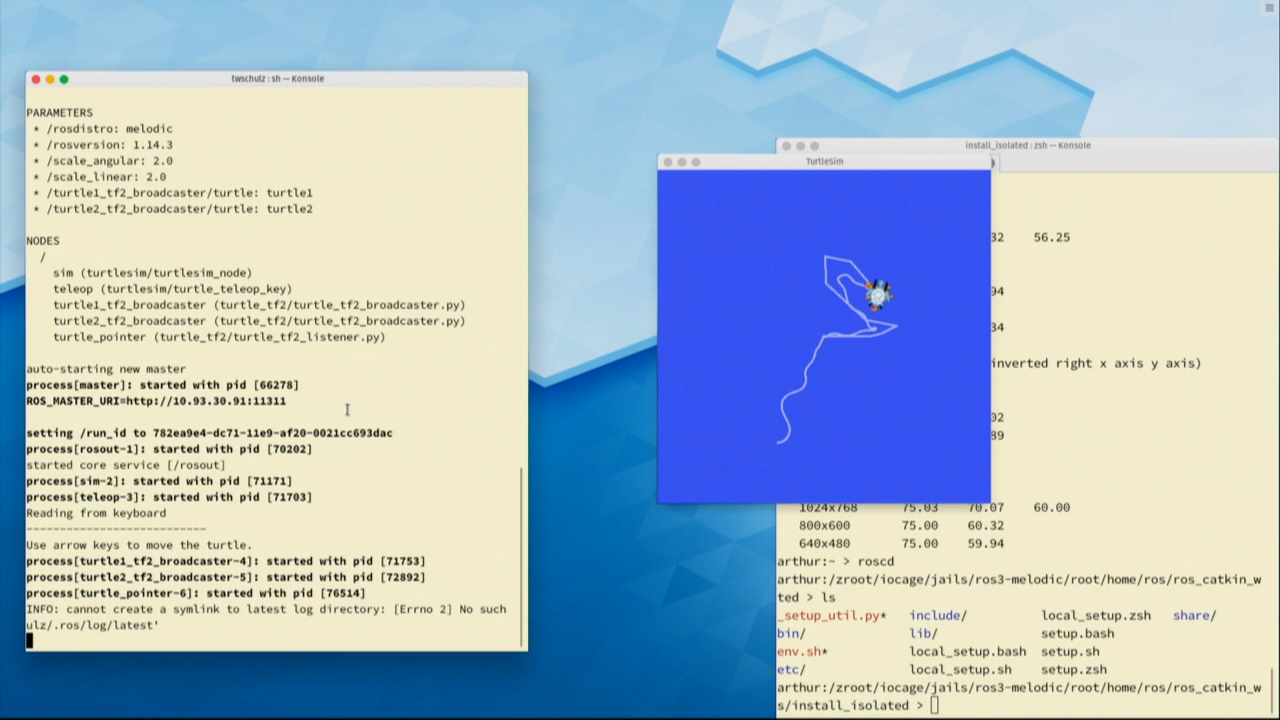 twschulz : sh — Konsole
PARAMETERS
* /rosdistro: melodic
* /rosversion: 1.14.3
* /scale_angular: 2.0
* /scale_linear: 2.0
* /turtle1_tf2_broadcaster/turtle: turtle1
* /turtle2_tf2_broadcaster/turtle: turtle2
NODES
/
sim (turtlesim/turtlesim_node)
teleop (turtlesim/turtle_teleop_key)
turtle1_tf2_broadcaster (turtle_tf2/turtle_tf2_broadcaster.py)
turtle2_tf2_broadcaster (turtle_tf2/turtle_tf2_broadcaster.py)
turtle_pointer (turtle_tf2/turtle_tf2_listener.py)
auto-starting new master
process[master]: started with pid [66278]
ROS_MASTER_URI=http://10.93.30.91:11311
setting /run_id to 782ea9e4-dc71-11e9-af20-0021cc693dac
process[rosout-1]: started with pid [70202]
started core service [/rosout]
process[sim-2]: started with pid [71171]
process[teleop-3]: started with pid [71703]
Reading from keyboard
---------------------------
Use arrow keys to move the turtle.
process[turtle1_tf2_broadcaster-4]: started with pid [71753]
process[turtle2_tf2_broadcaster-5]: started with pid [72892]
process[turtle_pointer-6]: started with pid [76514]
INFO: cannot create a symlink to latest log directory: [Errno 2] No such
ulz/.ros/log/latest'
TurtleSim
install_isolated : zsh — Konsole
32 56.25
94
34
inverted right x axis y axis)
02
89
1024x768 75.03 70.07 60.00
800x600 75.00 60.32
640x480 75.00 59.94
arthur:~ > roscd
arthur:/zroot/iocage/jails/ros3-melodic/root/home/ros/ros_catkin_w
ted > ls
_setup_util.py* include/ local_setup.zsh share/
bin/ lib/ setup.bash
env.sh* local_setup.bash setup.sh
etc/ local_setup.sh setup.zsh
arthur:/zroot/iocage/jails/ros3-melodic/root/home/ros/ros_catkin_w
s/install_isolated >